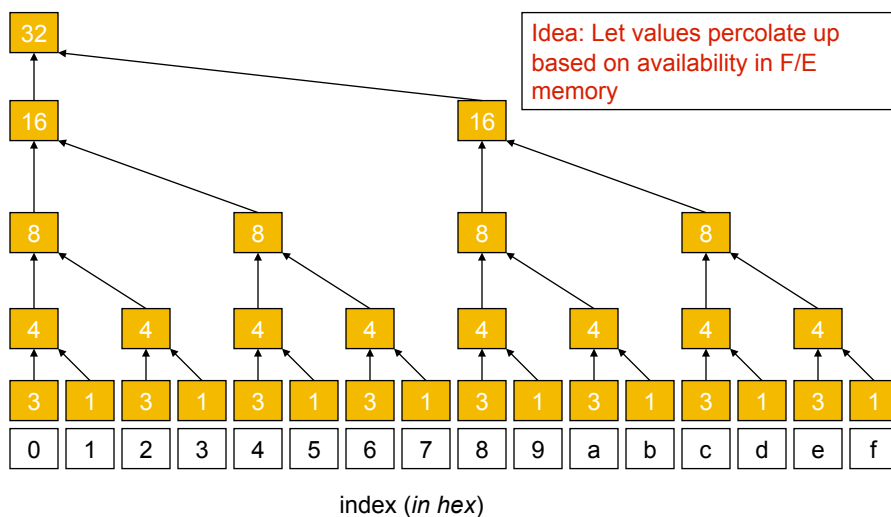 32
Idea: Let values percolate up
based on availability in F/E
memory
16 16
8 8 8 8
4 4 4 4 4 4 4 4
3 1 3 1 3 1 3 1 3 1 3 1 3 1 3 1
0 1 2 3 4 5 6 7 8 9 a b c d e f
index (in hex)